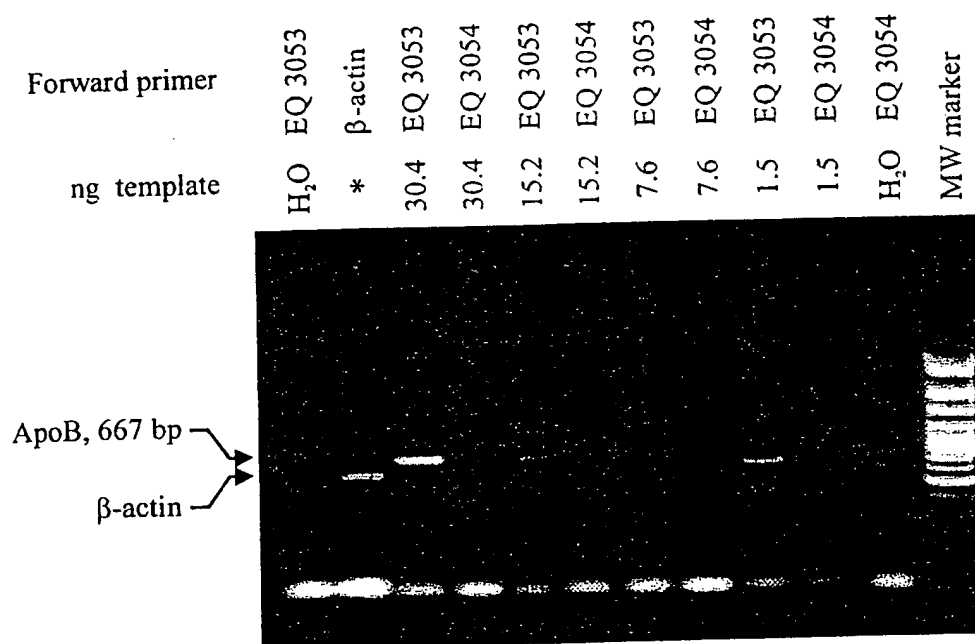 Forward primer
EQ 3053
β-actin
EQ 3053
EQ 3054
EQ 3053
EQ 3054
EQ 3053
EQ 3054
EQ 3053
EQ 3054
EQ 3054
MW marker
ng template
H₂O
*
30.4
30.4
15.2
15.2
7.6
7.6
1.5
1.5
H₂O
ApoB, 667 bp
β-actin